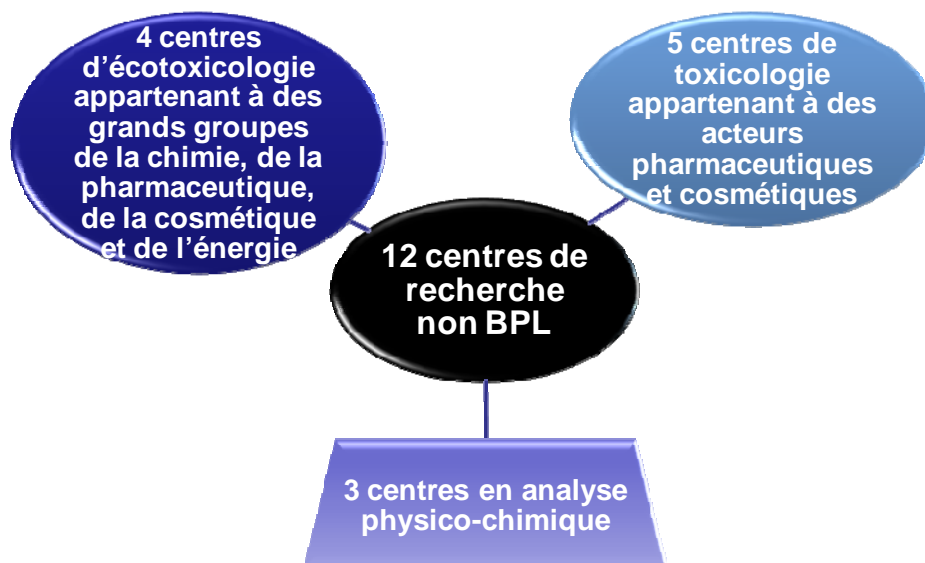 4 centres
d’écotoxicologie
appartenant à des
grands groupes
de la chimie, de la
pharmaceutique,
de la cosmétique
et de l’énergie
5 centres de
toxicologie
appartenant à des
acteurs
pharmaceutiques
et cosmétiques
12 centres de
recherche
non BPL
3 centres en analyse
physico-chimique